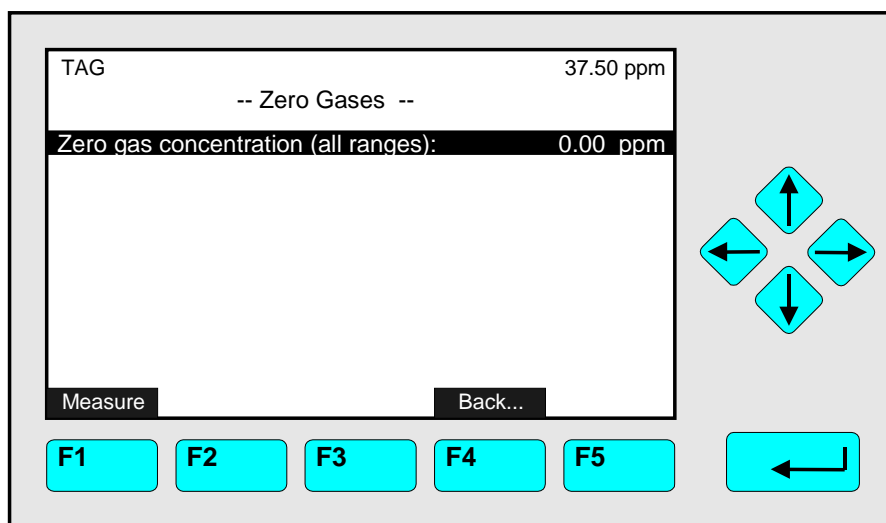 TAG 37.50 ppm
-- Zero Gases --
Zero gas concentration (all ranges): 0.00 ppm
Measure Back...
F1 F2 F3 F4 F5